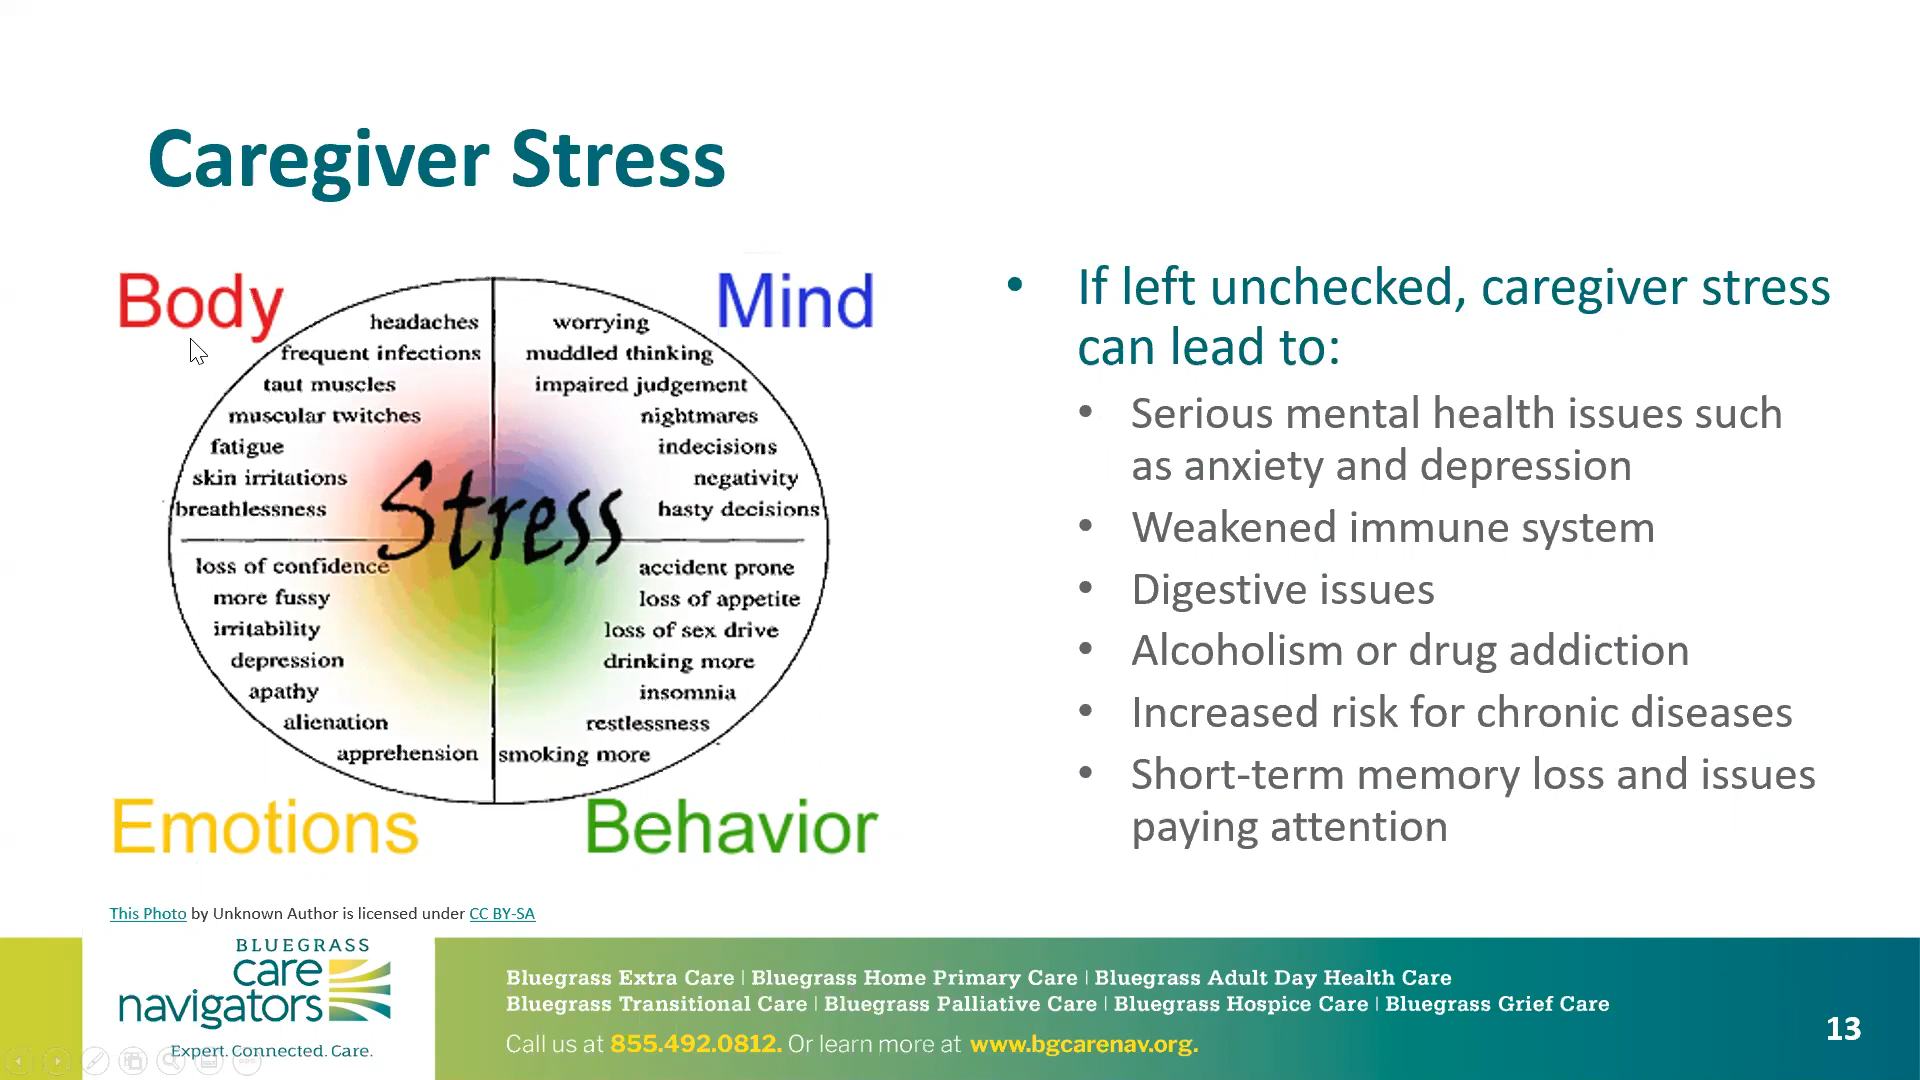 Caregiver Stress
Body
Mind
headaches
frequent infections
taut muscles
muscular twitches
fatigue
skin irritations
breathlessness
worrying
muddled thinking
impaired judgement
nightmares
indecisions
negativity
hasty decisions
Stress
loss of confidence
more fussy
irritability
depression
apathy
alienation
apprehension
accident prone
loss of appetite
loss of sex drive
drinking more
insomnia
restlessness
smoking more
Emotions
Behavior
This Photo by Unknown Author is licensed under CC BY-SA
• If left unchecked, caregiver stress
can lead to:
• Serious mental health issues such
as anxiety and depression
• Weakened immune system
• Digestive issues
• Alcoholism or drug addiction
• Increased risk for chronic diseases
• Short-term memory loss and issues
paying attention
BLUEGRASS
care
navigators
Expert. Connected. Care.
Bluegrass Extra Care | Bluegrass Home Primary Care | Bluegrass Adult Day Health Care
Bluegrass Transitional Care | Bluegrass Palliative Care | Bluegrass Hospice Care | Bluegrass Grief Care
Call us at 855.492.0812. Or learn more at www.bgcarenav.org.
13